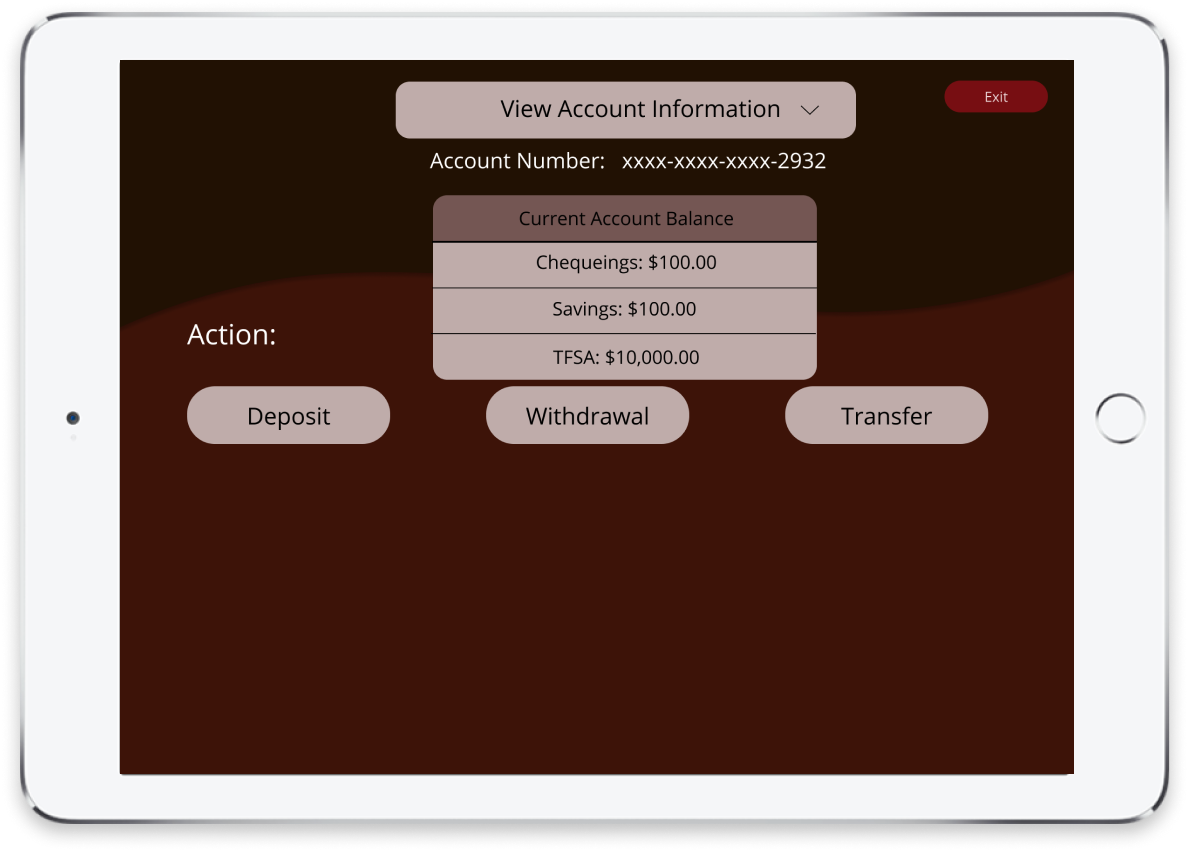 View Account Information
Exit
Account Number: xxxx-xxxx-xxxx-2932
Current Account Balance
Chequeings: $100.00
Savings: $100.00
TFSA: $10,000.00
Action:
Deposit
Withdrawal
Transfer